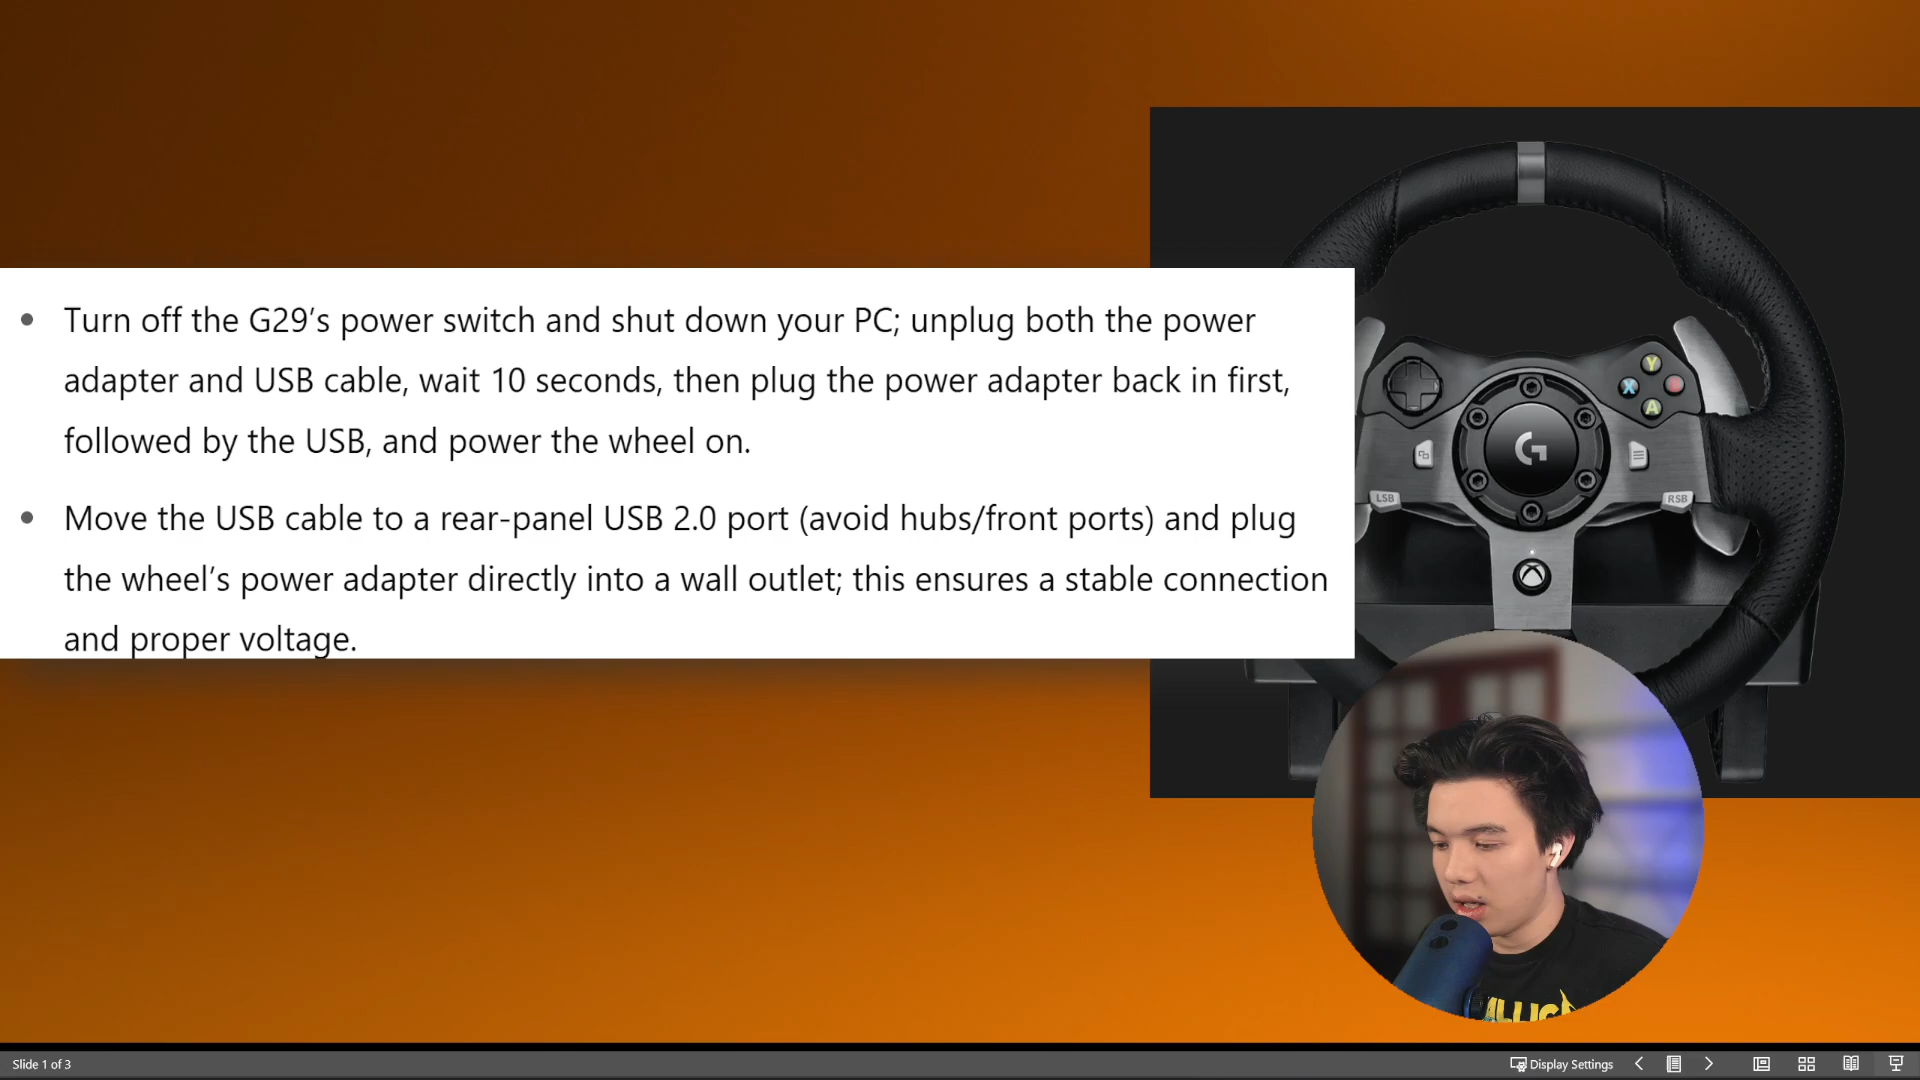 • Turn off the G29’s power switch and shut down your PC; unplug both the power
adapter and USB cable, wait 10 seconds, then plug the power adapter back in first,
followed by the USB, and power the wheel on.
• Move the USB cable to a rear-panel USB 2.0 port (avoid hubs/front ports) and plug
the wheel’s power adapter directly into a wall outlet; this ensures a stable connection
and proper voltage.
Y
X
A
LSB
RSB
Slide 1 of 3
Display Settings